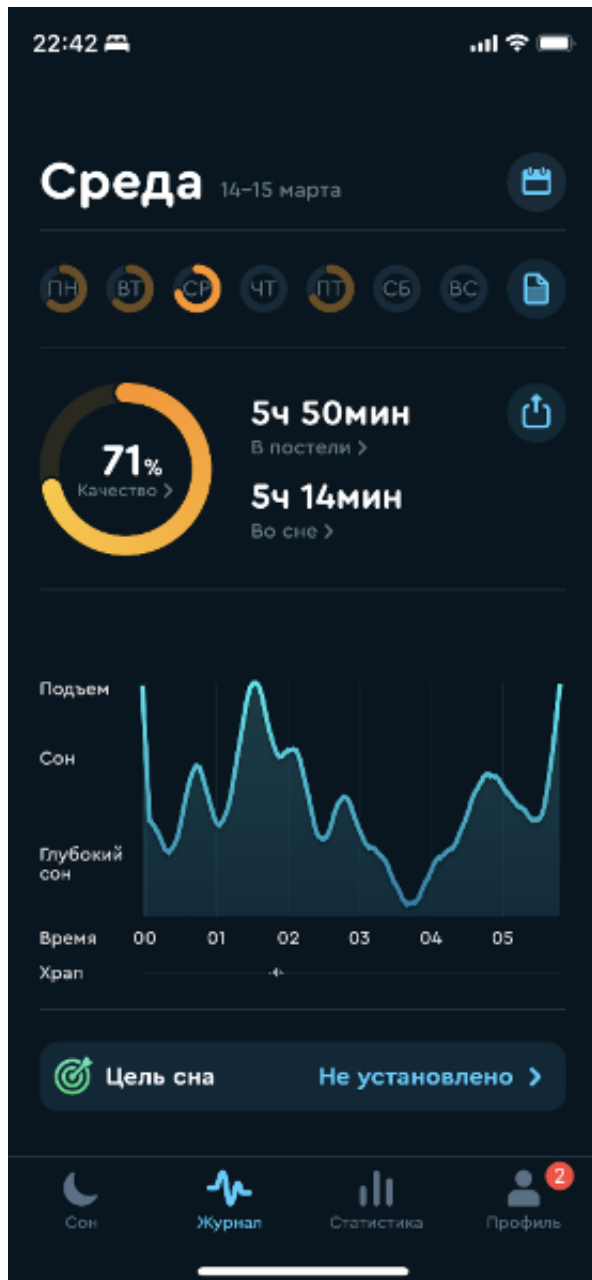 22:42
Среда 14–15 марта
ПН ВТ СР ЧТ ПТ СБ ВС
5ч 50мин
В постели >
71%
Качество >
5ч 14мин
Во сне >
Подъем
Сон
Глубокий
сон
Время 00 01 02 03 04 05
Храп
Цель сна Не установлено >
2
Сон Журнал Статистика Профиль